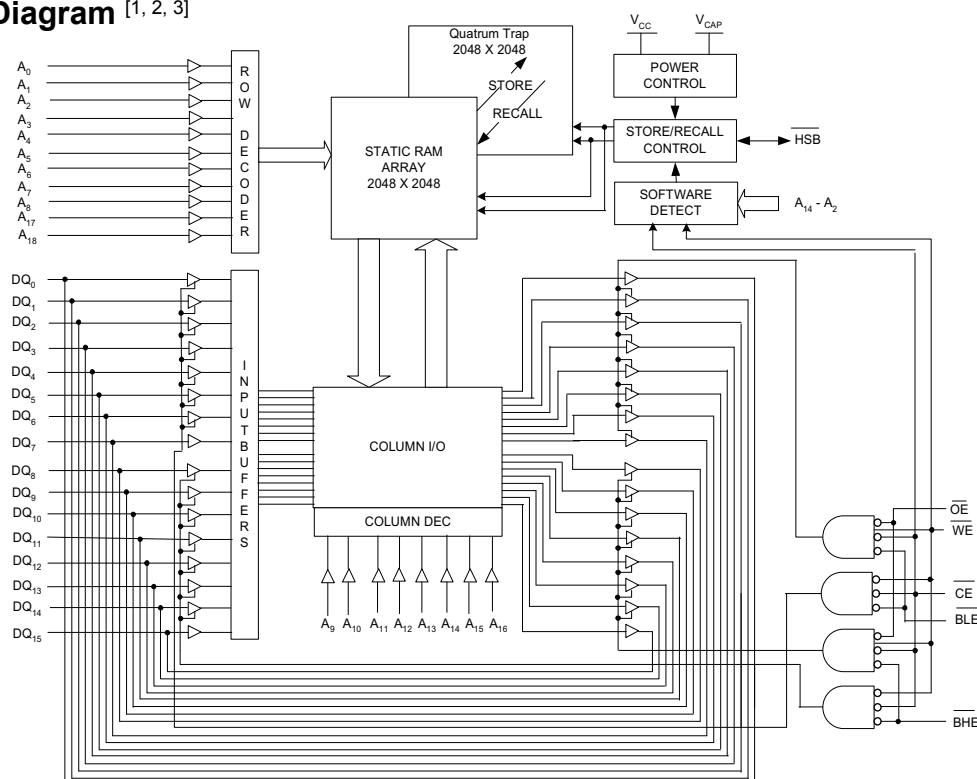 Diagram [1, 2, 3]
Quatrum Trap
2048 X 2048
STORE
RECALL
STATIC RAM
ARRAY
2048 X 2048
VCC
VCAP
POWER
CONTROL
STORE/RECALL
CONTROL
HSB
SOFTWARE
DETECT
A14 - A2
A0
A1
A2
A3
A4
A5
A6
A7
A8
A17
A18
ROW DECODER
DQ0
DQ1
DQ2
DQ3
DQ4
DQ5
DQ6
DQ7
DQ8
DQ9
DQ10
DQ11
DQ12
DQ13
DQ14
DQ15
INPUTBUFFERS
COLUMN I/O
COLUMN DEC
A9 A10 A11 A12 A13 A14 A15 A16
OE
WE
CE
BLE
BHE